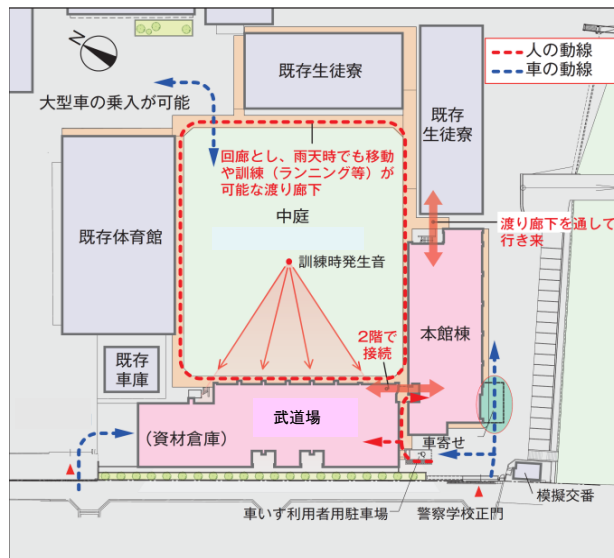 N
人の動線
車の動線
既存生徒寮
大型車の乗入が可能
既存
生徒寮
回廊とし、雨天時でも移動
や訓練（ランニング等）が
可能な渡り廊下
中庭
既存体育館
渡り廊下を通して
行き来
訓練時発生音
本館棟
2階で
接続
既存
車庫
武道場
（資材倉庫）
車寄せ
車いす利用者用駐車場
警察学校正門
模擬交番